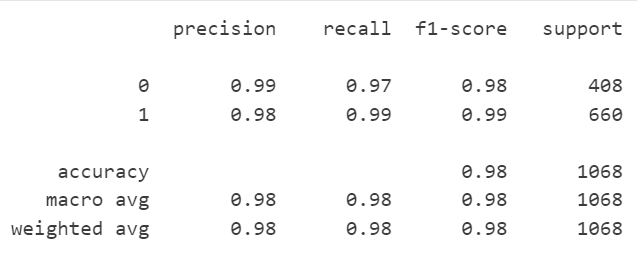 precision recall f1-score support
0 0.99 0.97 0.98 408
1 0.98 0.99 0.99 660
accuracy 0.98 1068
macro avg 0.98 0.98 0.98 1068
weighted avg 0.98 0.98 0.98 1068